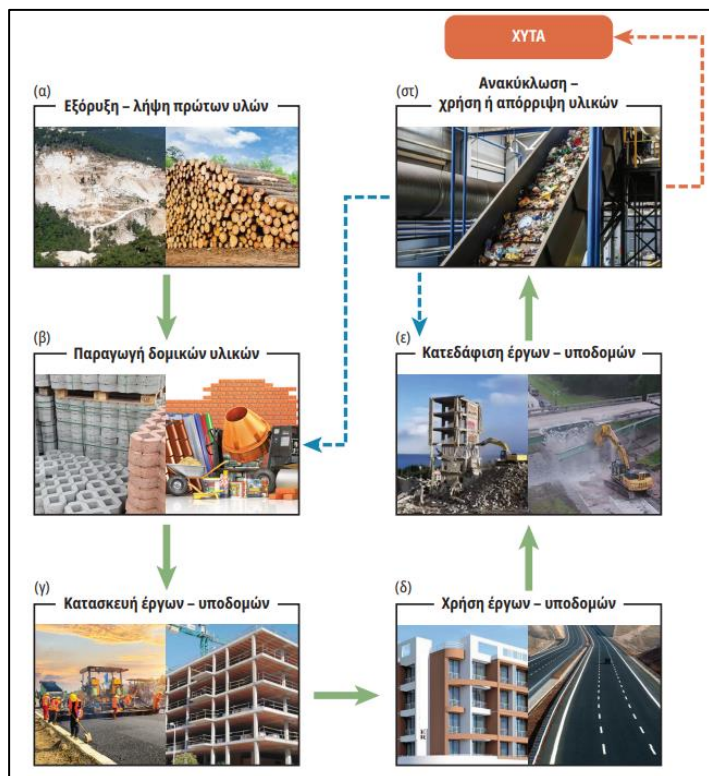 ΧΥΤΑ
(α)
Εξόρυξη – λήψη πρώτων υλών
(στ)
Ανακύκλωση –
χρήση ή απόρριψη υλικών
(β)
Παραγωγή δομικών υλικών
(ε)
Κατεδάφιση έργων – υποδομών
(γ)
Κατασκευή έργων – υποδομών
(δ)
Χρήση έργων – υποδομών